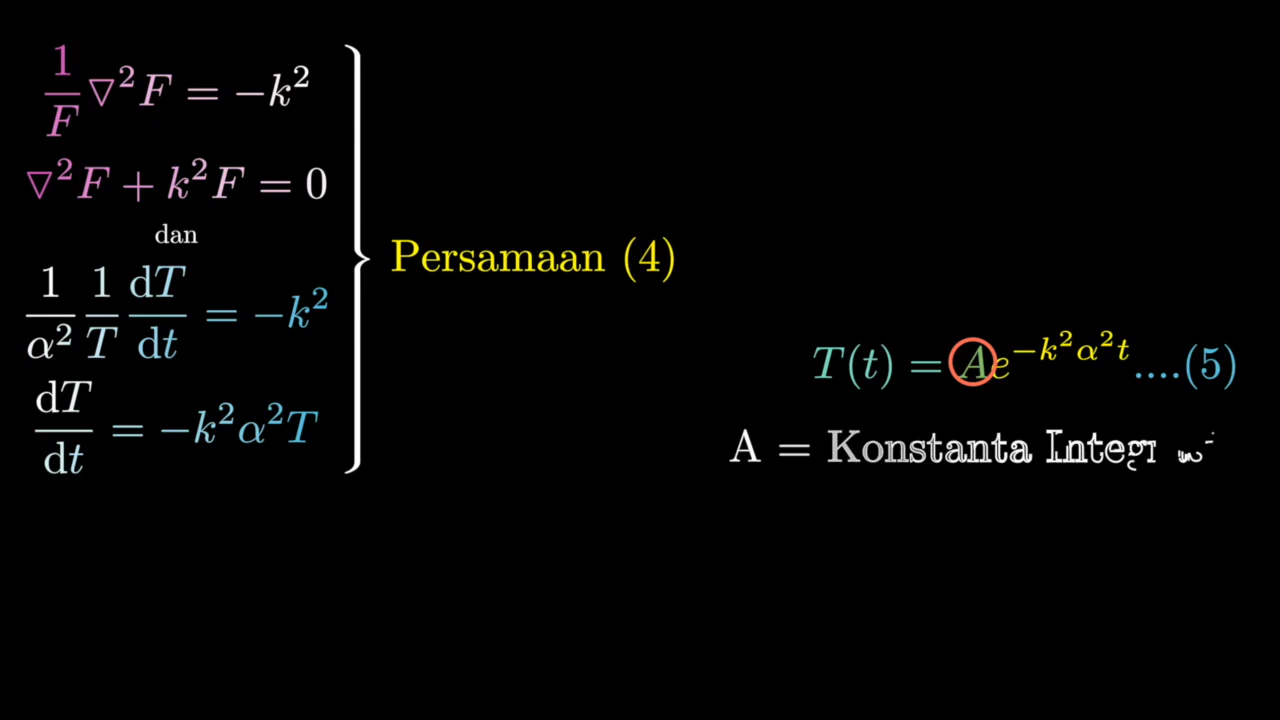 1/F ▽²F = −k²
▽²F + k²F = 0
dan
1/α² 1/T dT/dt = −k²
dT/dt = −k²α²T
Persamaan (4)
T(t) = Ae^{−k²α²t}....(5)
A = Konstanta